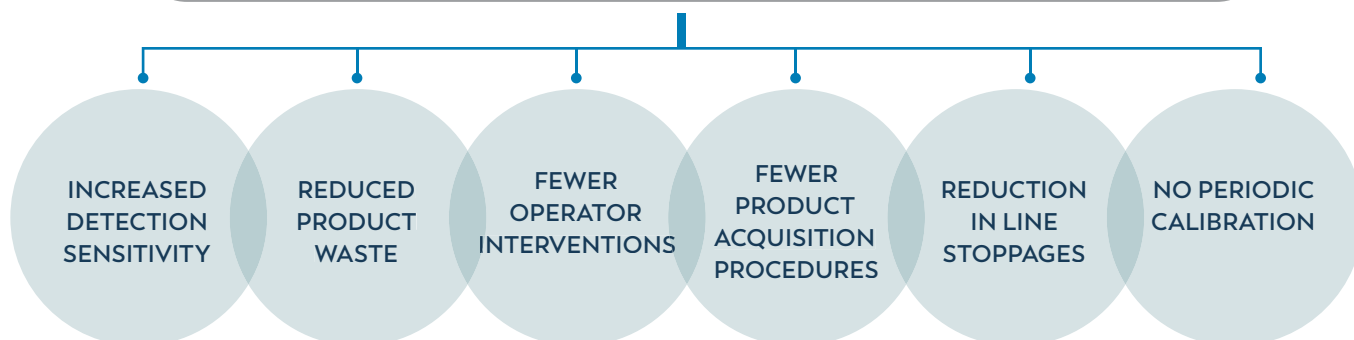 INCREASED
DETECTION
SENSITIVITY
REDUCED
PRODUCT
WASTE
FEWER
OPERATOR
INTERVENTIONS
FEWER
PRODUCT
ACQUISITION
PROCEDURES
REDUCTION
IN LINE
STOPPAGES
NO PERIODIC
CALIBRATION